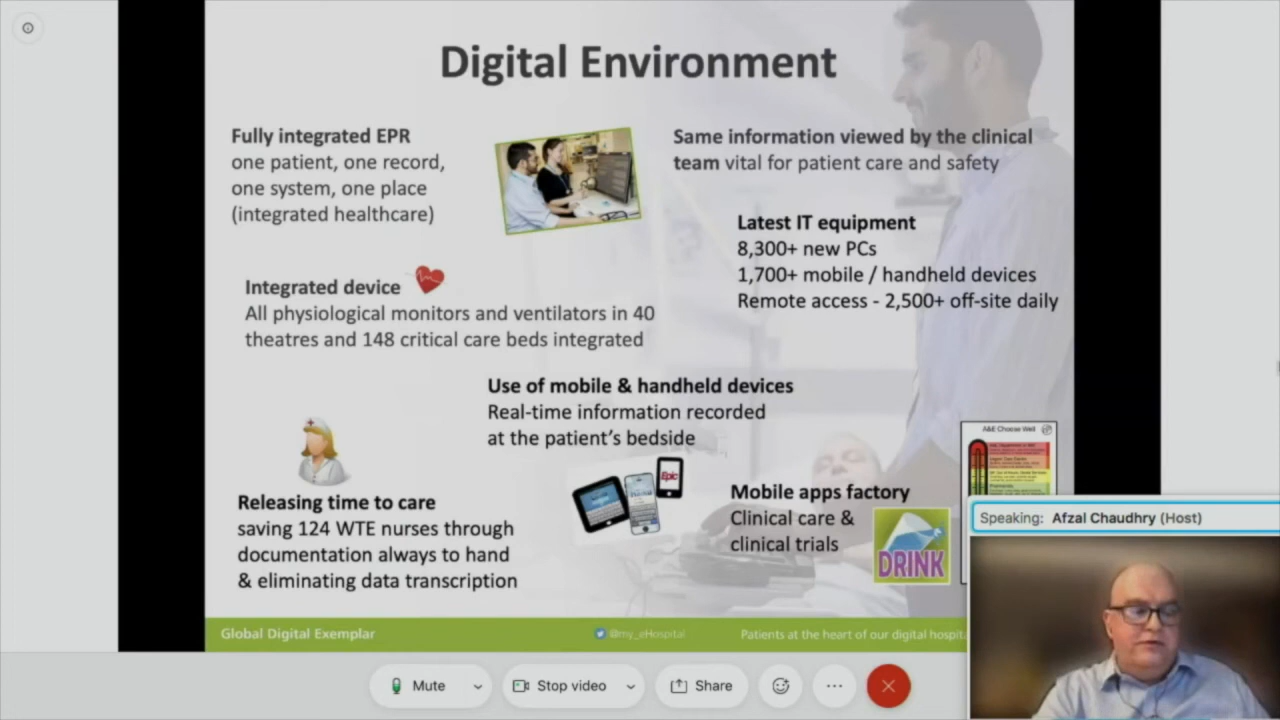 Digital Environment
Fully integrated EPR
one patient, one record,
one system, one place
(integrated healthcare)
Same information viewed by the clinical
team vital for patient care and safety
Latest IT equipment
8,300+ new PCs
1,700+ mobile / handheld devices
Remote access - 2,500+ off-site daily
Integrated device
All physiological monitors and ventilators in 40
theatres and 148 critical care beds integrated
Use of mobile & handheld devices
Real-time information recorded
at the patient's bedside
Epic
Releasing time to care
saving 124 WTE nurses through
documentation always to hand
& eliminating data transcription
Mobile apps factory
Clinical care &
clinical trials
DRINK
A&E Choose Well
Speaking: Afzal Chaudhry (Host)
Global Digital Exemplar
@my_eHospital
Patients at the heart of our digital
Mute
Stop video
Share